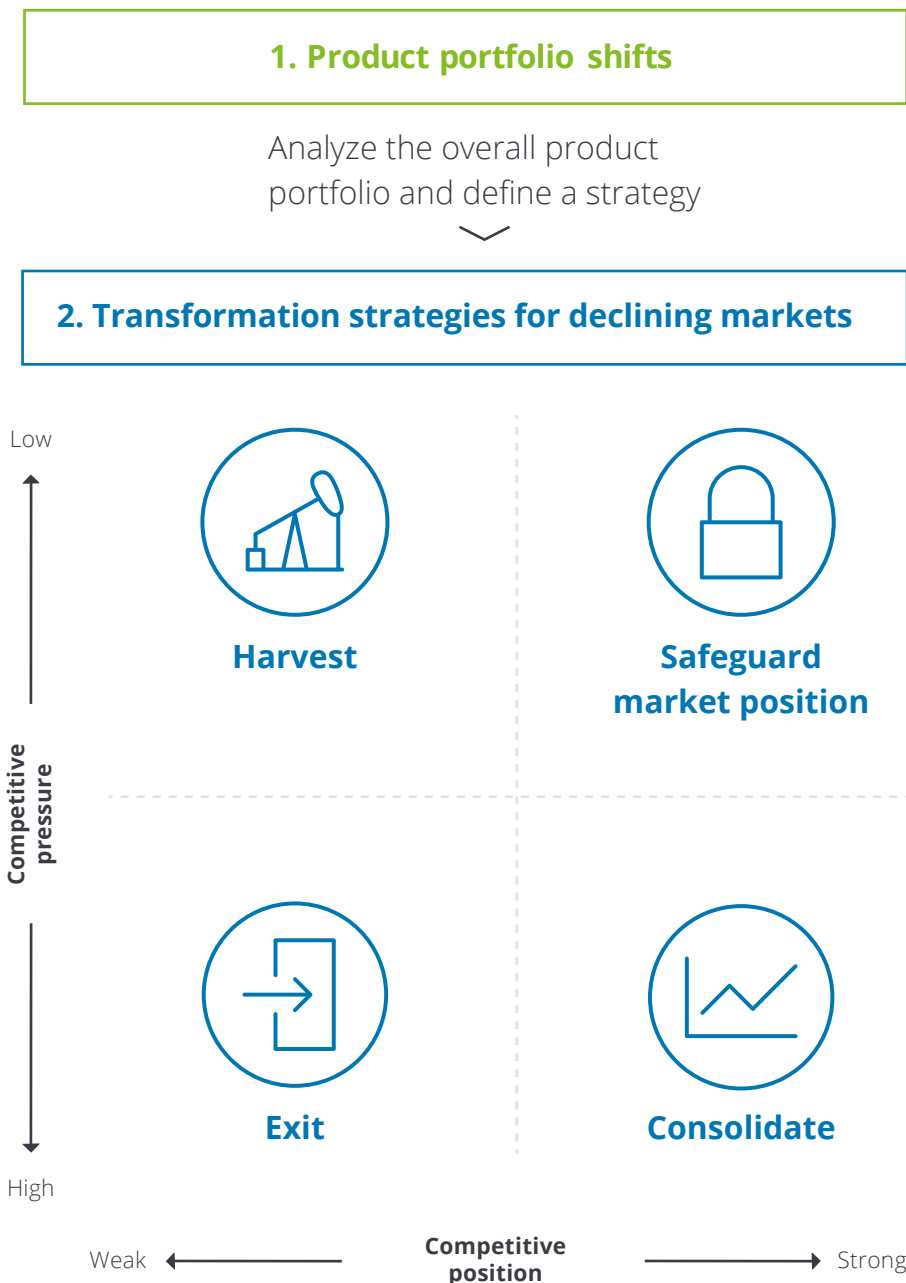 1. Product portfolio shifts
Analyze the overall product
portfolio and define a strategy
2. Transformation strategies for declining markets
Low
Harvest
Safeguard
market position
Competitive
pressure
Exit
Consolidate
High
Weak
Competitive
position
Strong